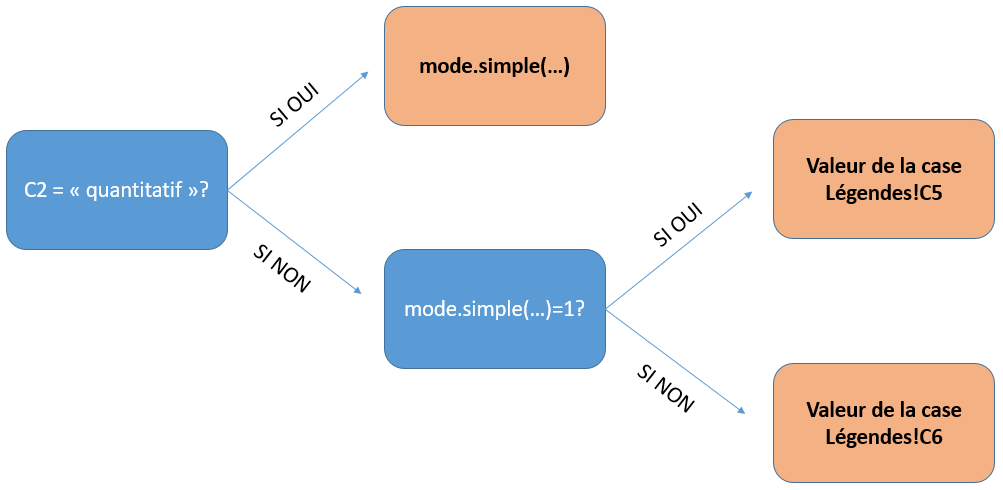 mode.simple(…)
SI OUI
C2 = « quantitatif »?
SI NON
mode.simple(…)=1?
SI OUI
Valeur de la case
Légendes!C5
SI NON
Valeur de la case
Légendes!C6